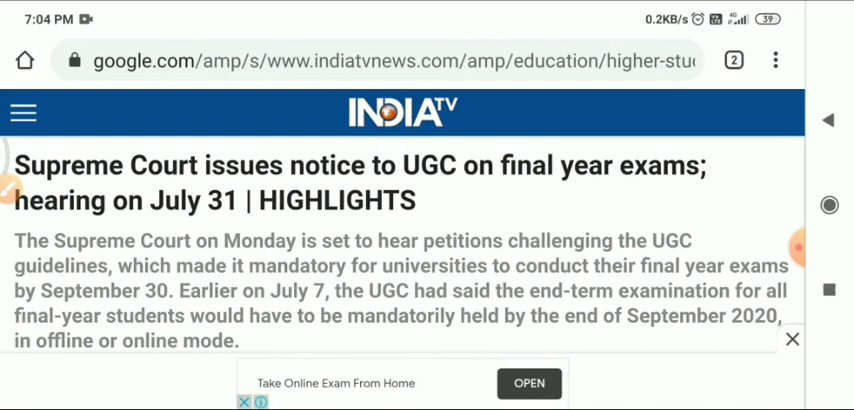 7:04 PM
0.2KB/s 4G 39
google.com/amp/s/www.indiatvnews.com/amp/education/higher-stu
2
INDIA TV
Supreme Court issues notice to UGC on final year exams;
hearing on July 31 | HIGHLIGHTS
The Supreme Court on Monday is set to hear petitions challenging the UGC
guidelines, which made it mandatory for universities to conduct their final year exams
by September 30. Earlier on July 7, the UGC had said the end-term examination for all
final-year students would have to be mandatorily held by the end of September 2020,
in offline or online mode.
Take Online Exam From Home
OPEN